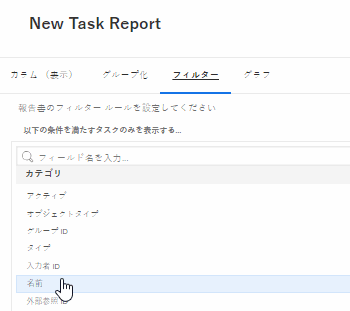 New Task Report
カラム （表示） グループ化 フィルター グラフ
報告書のフィルター ルールを設定してください
以下の条件を満たすタスクのみを表示する...
フィールド名を入力...
カテゴリ
アクティブ
オブジェクトタイプ
グループ ID
タイプ
入力者 ID
名前
外部参照 ID